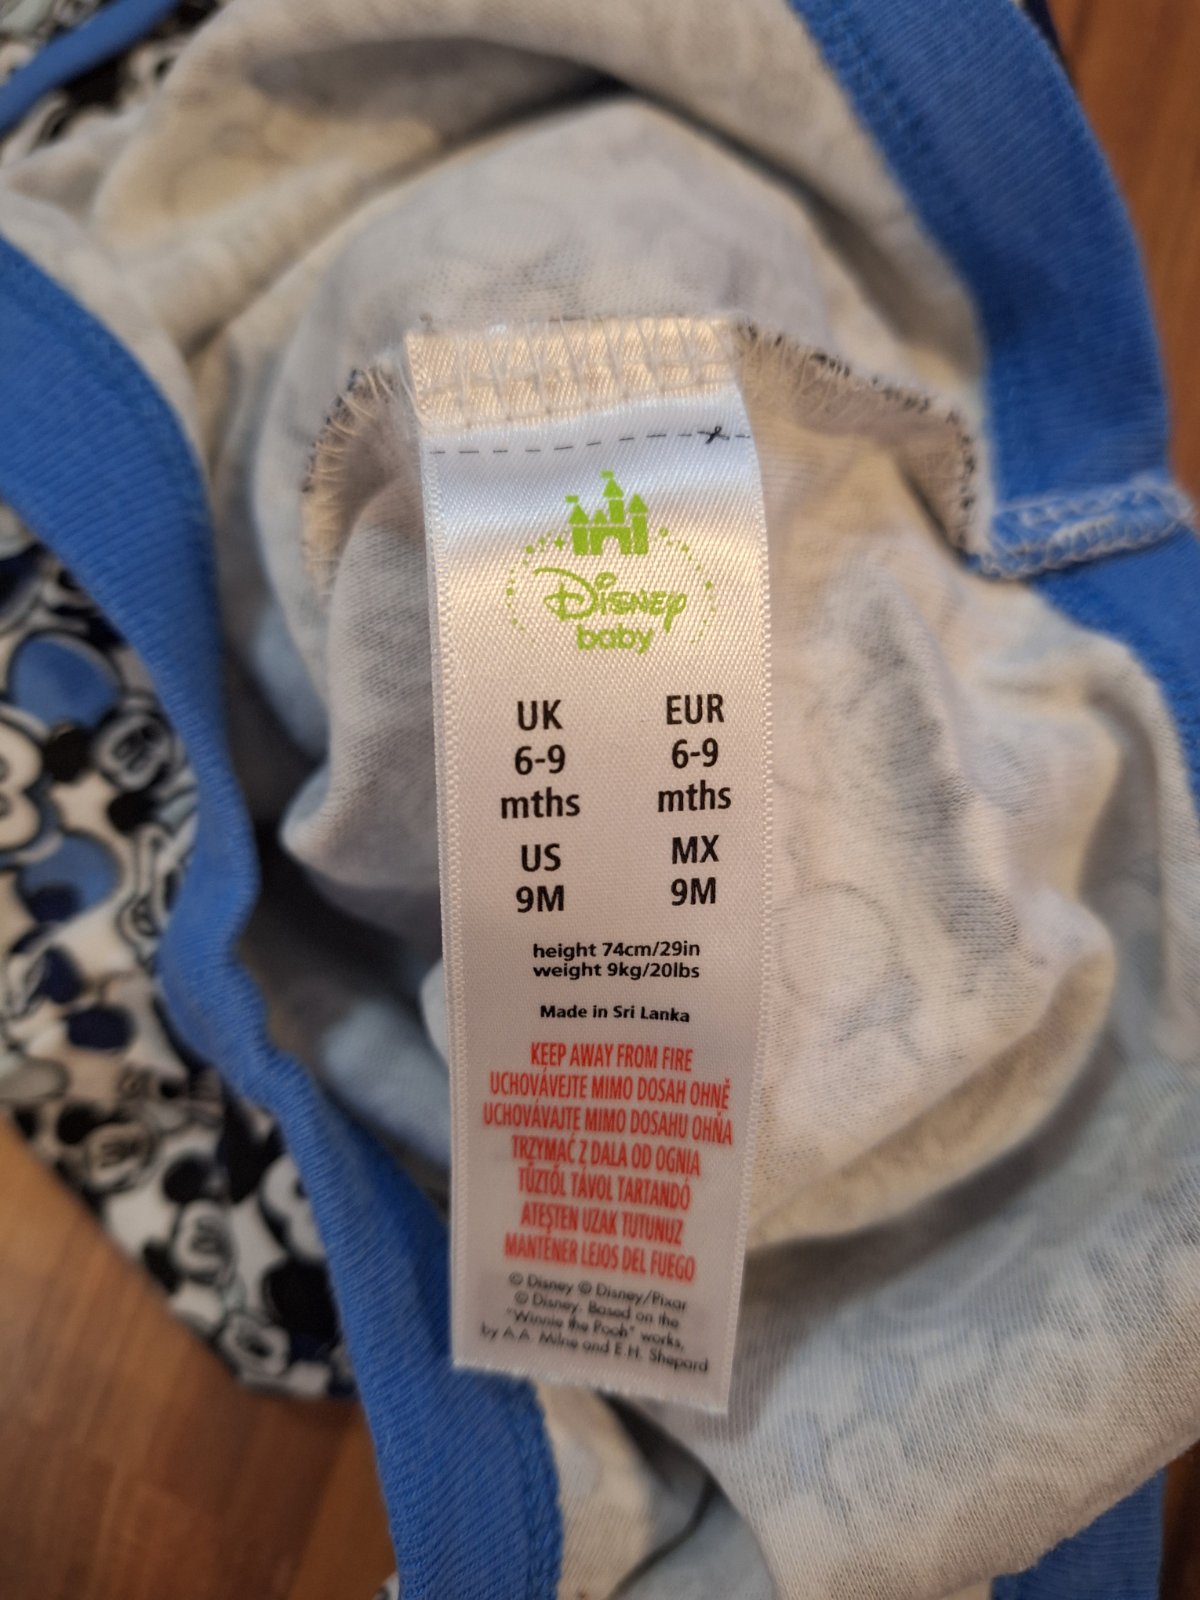 Disney
baby
UK
6-9
mths
EUR
6-9
mths
US
9M
MX
9M
height 74cm/29in
weight 9kg/20lbs
Made in Sri Lanka
KEEP AWAY FROM FIRE
UCHOVÁVEJTE MIMO DOSAH OHNĚ
UCHOVÁVAJTE MIMO DOSAHU OHŇA
TRZYMAĆ Z DALA OD OGNIA
TŰZTŐL TÁVOL TARTANDÓ
ATEŞTEN UZAK TUTUNUZ
MANTENER LEJOS DEL FUEGO
© Disney © Disney/Pixar
© Disney. Based on the
"Winnie the Pooh" works,
by A.A. Milne and E.H. Shepard